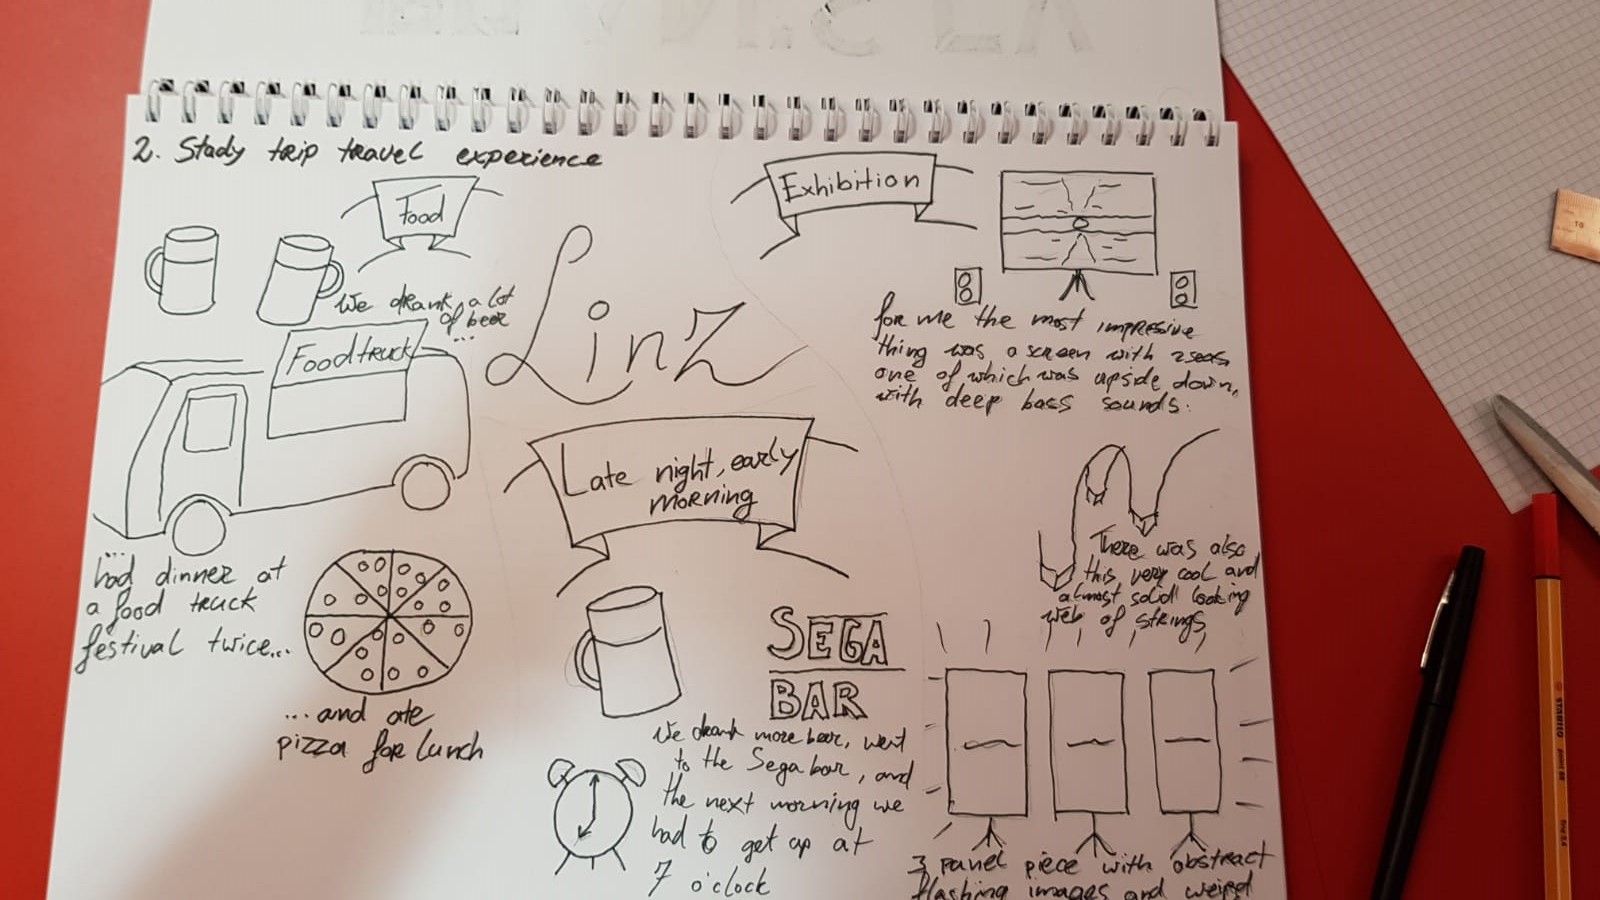 2. Study trip travel experience
Food
We drank a lot
of beer
...
Foodtruck
...
had dinner at
a food truck
festival twice...
...and ate
pizza for lunch
Linz
Late night, early
morning
SEGA
BAR
We drank more beer, went
to the Sega bar, and
the next morning we
had to get up at
7 o'clock
Exhibition
for me the most impressive
thing was a screen with 2 seas
one of which was upside down,
with deep bass sounds.
There was also
this very cool and
almost solid looking
web of strings
3 panel piece with abstract
flashing images and weird